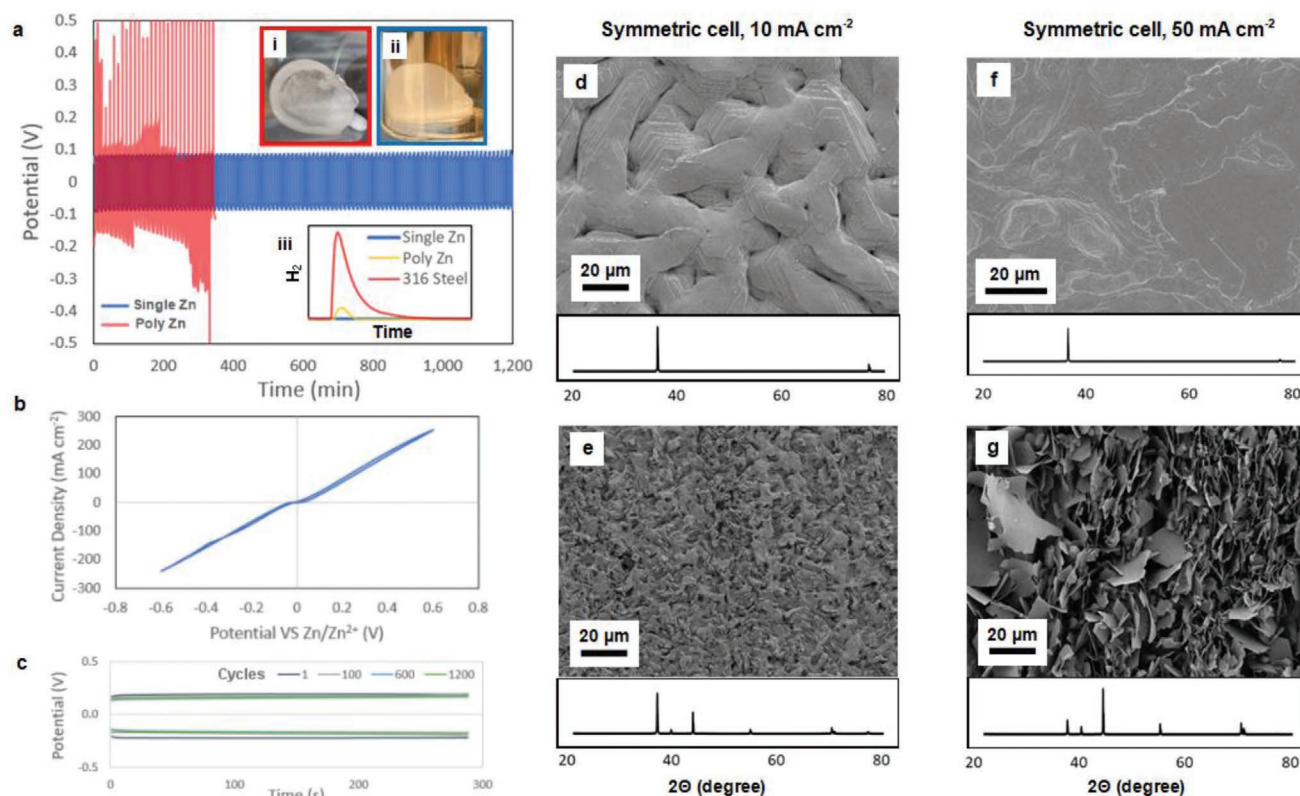 a
Potential (V)
0.5
0.4
0.3
0.2
0.1
0
-0.1
-0.2
-0.3
-0.4
-0.5
i
ii
iii
H2
Single Zn
Poly Zn
316 Steel
Time
Single Zn
Poly Zn
0 200 400 600 800 1,000 1,200
Time (min)
b
Current Density (mA cm-2)
300
200
100
0
-100
-200
-300
-0.8 -0.6 -0.4 -0.2 0 0.2 0.4 0.6 0.8
Potential VS Zn/Zn2+ (V)
c
Potential (V)
0.5
0.0
-0.5
Cycles 1 100 600 1200
0 100 200 300
Time (s)
Symmetric cell, 10 mA cm-2
d
20 µm
20 40 60 80
e
20 µm
20 40 60 80
2Θ (degree)
Symmetric cell, 50 mA cm-2
f
20 µm
20 40 60 80
g
20 µm
20 40 60 80
2Θ (degree)